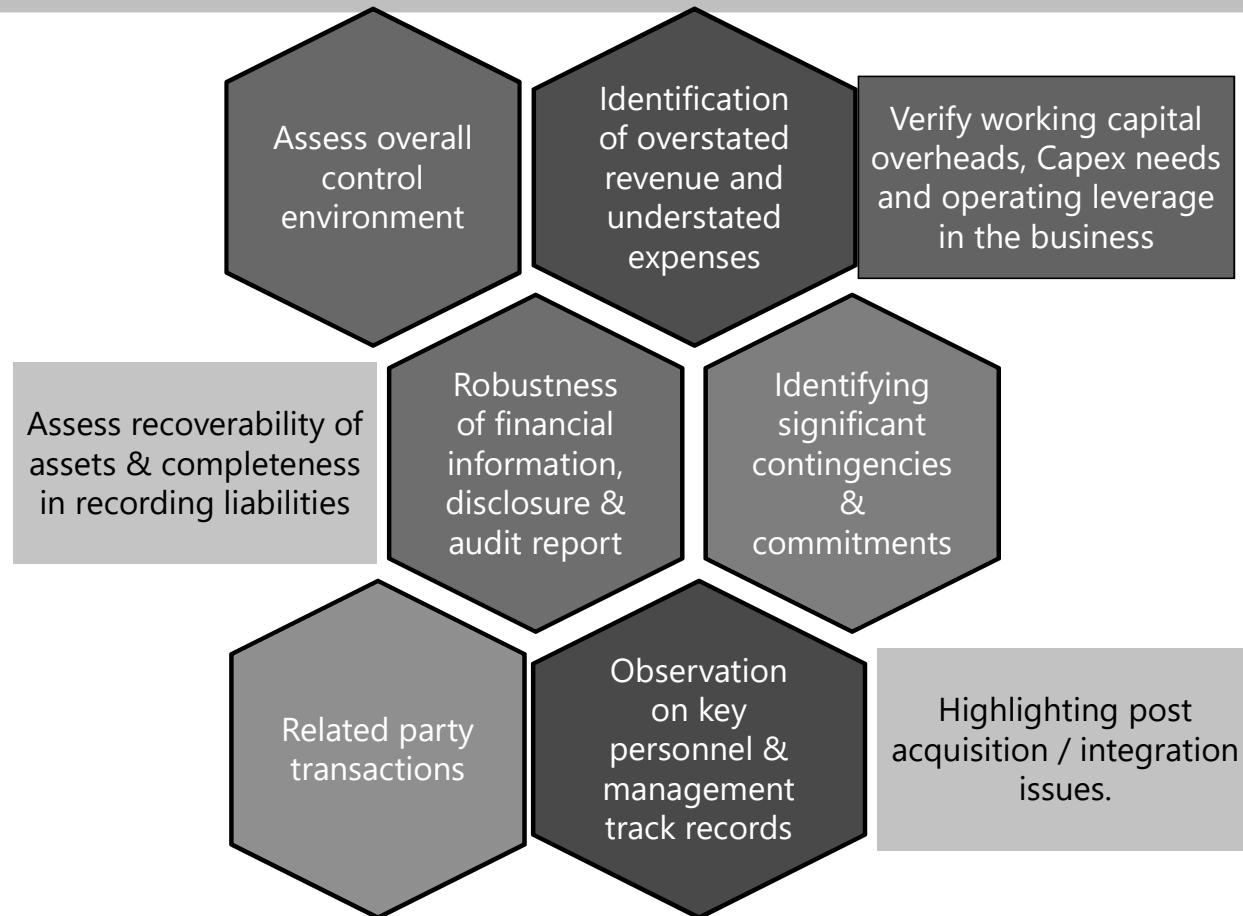 Assess overall
control
environment
Identification
of overstated
revenue and
understated
expenses
Verify working capital
overheads, Capex needs
and operating leverage
in the business
Assess recoverability of
assets & completeness
in recording liabilities
Robustness
of financial
information,
disclosure &
audit report
Identifying
significant
contingencies
&
commitments
Related party
transactions
Observation
on key
personnel &
management
track records
Highlighting post
acquisition / integration
issues.